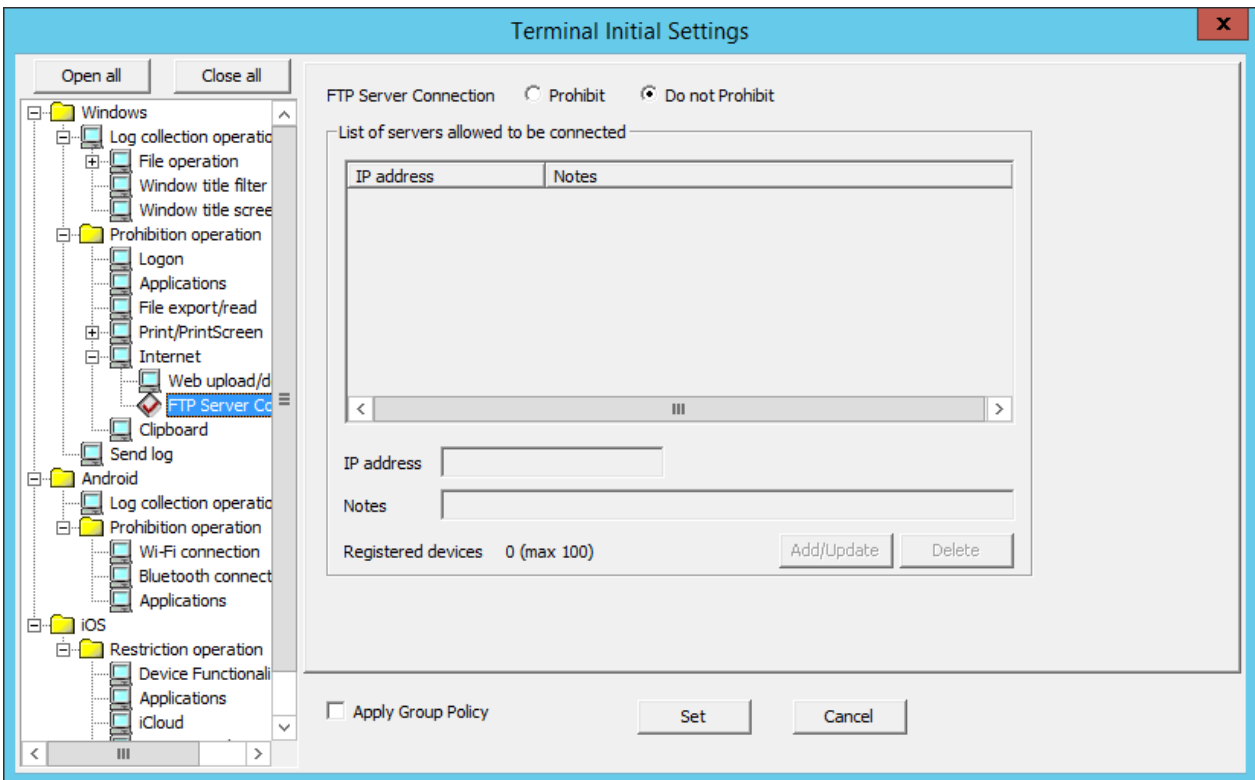 Terminal Initial Settings
x
Open all
Close all
Windows
Log collection operatio
File operation
Window title filter
Window title scree
Prohibition operation
Logon
Applications
File export/read
Print/PrintScreen
Internet
Web upload/d
FTP Server Co
Clipboard
Send log
Android
Log collection operatio
Prohibition operation
Wi-Fi connection
Bluetooth connect
Applications
iOS
Restriction operation
Device Functionali
Applications
iCloud
FTP Server Connection Prohibit Do not Prohibit
List of servers allowed to be connected
IP address Notes
IP address
Notes
Registered devices 0 (max 100) Add/Update Delete
Apply Group Policy Set Cancel